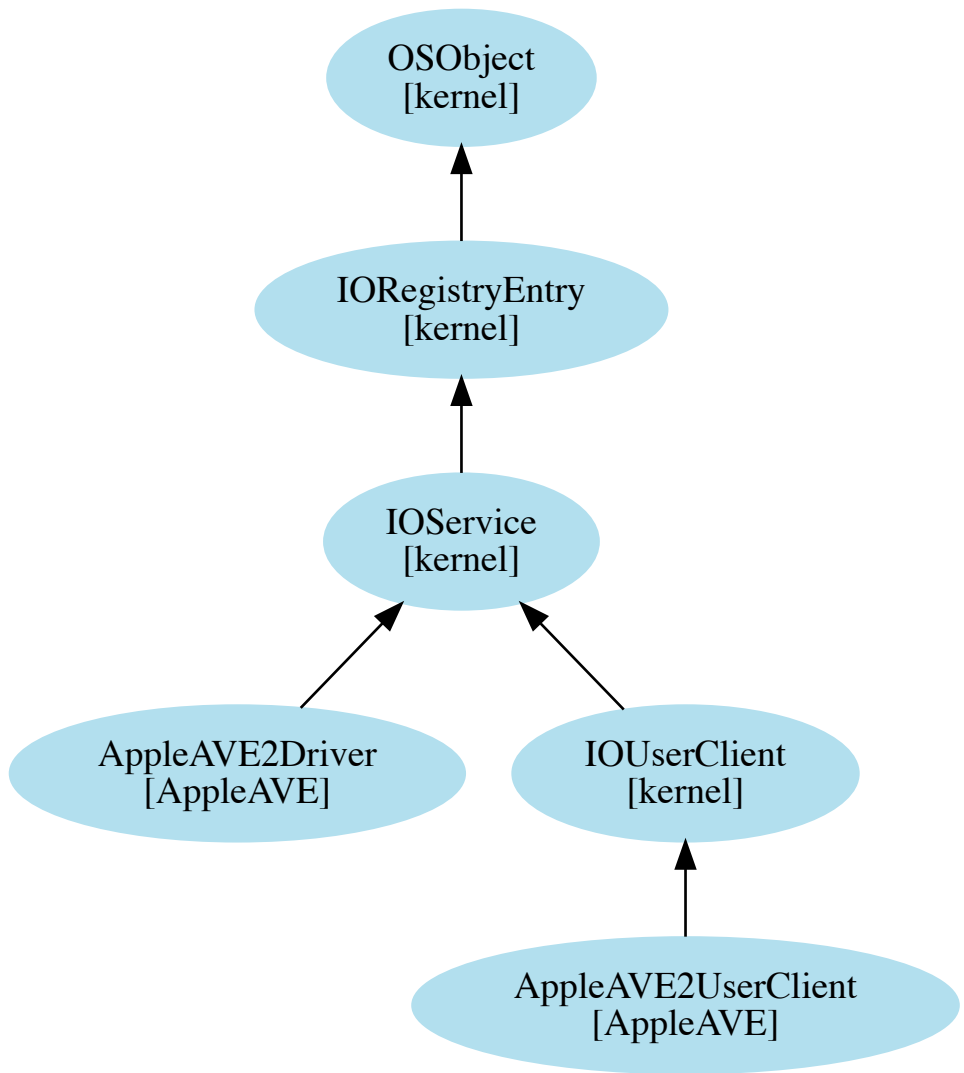 OSObject
[kernel]
IORegistryEntry
[kernel]
IOService
[kernel]
AppleAVE2Driver
[AppleAVE]
IOUserClient
[kernel]
AppleAVE2UserClient
[AppleAVE]